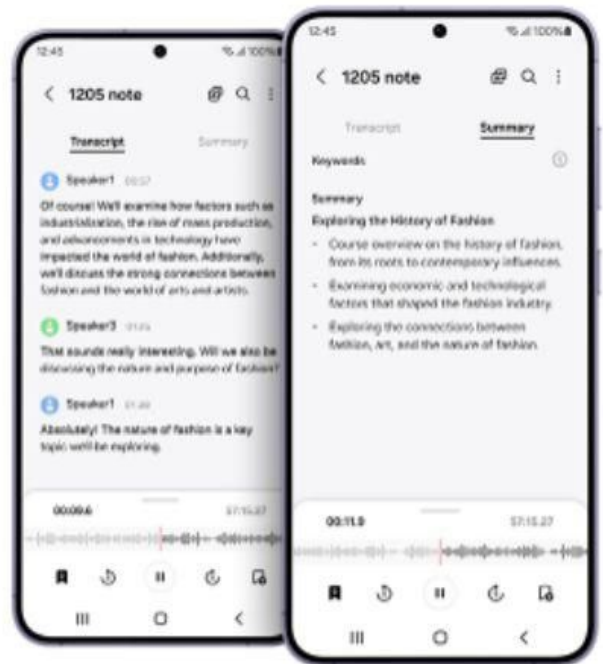 12:45
100%
1205 note
Transcript
Summary
Speaker1 00:57
Of course! We'll examine how factors such as
industrialization, the rise of mass production,
and advancements in technology have
impacted the world of fashion. Additionally,
we'll discuss the strong connections between
fashion and the world of arts and artists.
Speaker3
That sounds really interesting. Will we also be
discussing the nature and purpose of fashion?
Speaker1
Absolutely! The nature of fashion is a key
topic we'll be exploring.
00:09.6
57:15.27
12:45
100%
1205 note
Transcript
Summary
Keywords
Summary
Exploring the History of Fashion
• Course overview on the history of fashion,
from its roots to contemporary influences.
• Examining economic and technological
factors that shaped the fashion industry.
• Exploring the connections between
fashion, art, and the nature of fashion.
00:11.9
57:15.27